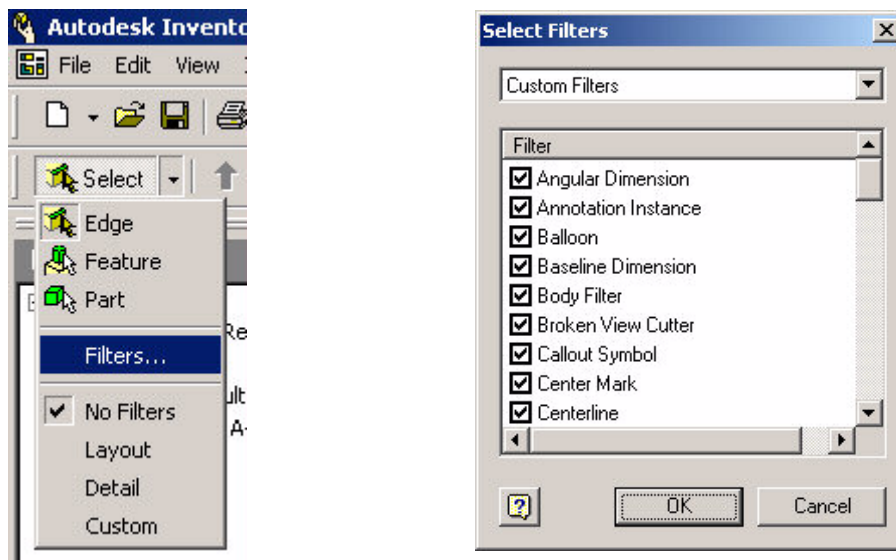 Autodesk Invento
File Edit View
Select
Edge
Feature
Part
Filters...
No Filters
Layout
Detail
Custom
Re
ult
A-
Select Filters
Custom Filters
Filter
Angular Dimension
Annotation Instance
Balloon
Baseline Dimension
Body Filter
Broken View Cutter
Callout Symbol
Center Mark
Centerline
OK Cancel